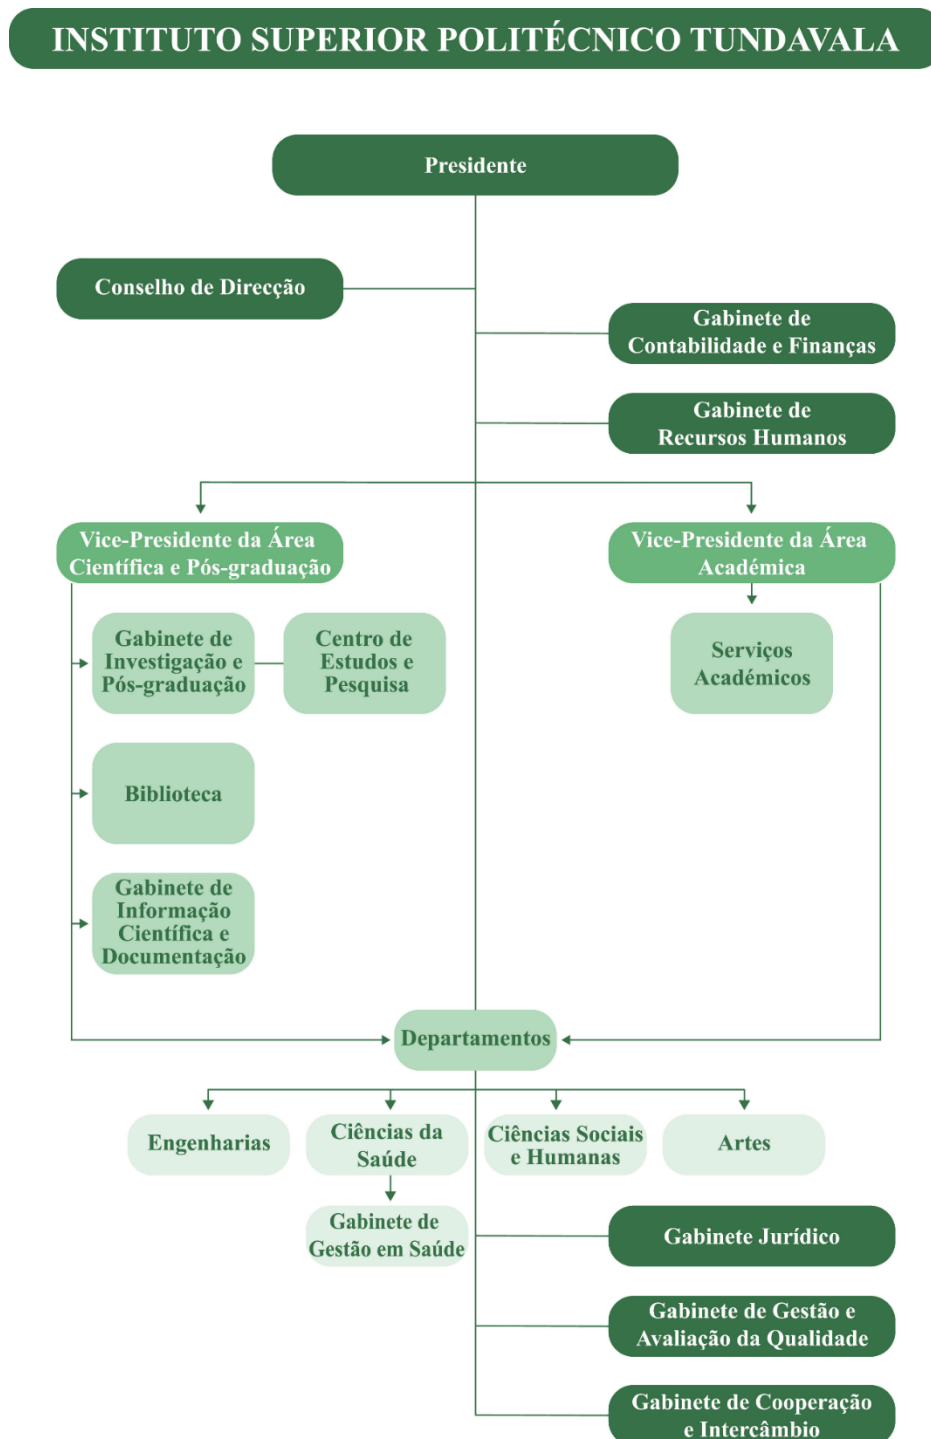 INSTITUTO SUPERIOR POLITÉCNICO TUNDAVALA
Presidente
Conselho de Direcção
Gabinete de
Contabilidade e Finanças
Gabinete de
Recursos Humanos
Vice-Presidente da Área
Científica e Pós-graduação
Vice-Presidente da Área
Académica
Gabinete de
Investigação e
Pós-graduação
Centro de
Estudos e
Pesquisa
Serviços
Académicos
Biblioteca
Gabinete de
Informação
Científica e
Documentação
Departamentos
Engenharias
Ciências da
Saúde
Ciências Sociais
e Humanas
Artes
Gabinete de
Gestão em Saúde
Gabinete Jurídico
Gabinete de Gestão e
Avaliação da Qualidade
Gabinete de Cooperação
e Intercâmbio